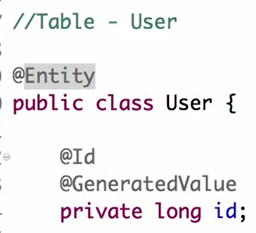 //Table - User
@Entity
public class User {
@Id
@GeneratedValue
private long id;